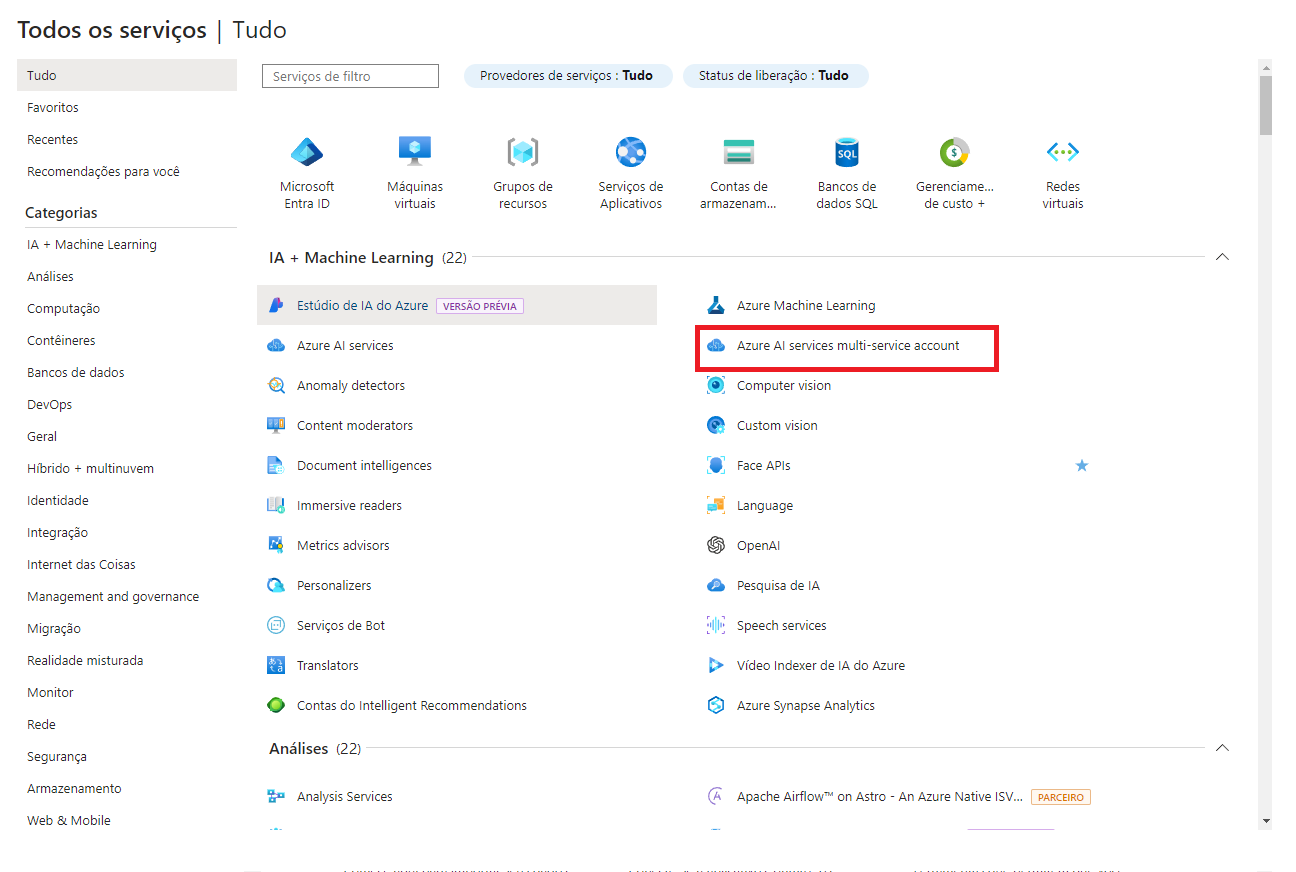 Todos os serviços | Tudo
Tudo
Favoritos
Recentes
Recomendações para você
Categorias
IA + Machine Learning
Análises
Computação
Contêineres
Bancos de dados
DevOps
Geral
Híbrido + multinuvem
Identidade
Integração
Internet das Coisas
Management and governance
Migração
Realidade misturada
Monitor
Rede
Segurança
Armazenamento
Web & Mobile
Serviços de filtro
Provedores de serviços : Tudo
Status de liberação : Tudo
Microsoft
Entra ID
Máquinas
virtuais
Grupos de
recursos
Serviços de
Aplicativos
Contas de
armazenam...
SQL
Bancos de
dados SQL
$
Gerenciame...
de custo +
Redes
virtuais
IA + Machine Learning (22)
Estúdio de IA do Azure VERSÃO PRÉVIA
Azure Machine Learning
Azure AI services
Azure AI services multi-service account
Anomaly detectors
Computer vision
Content moderators
Custom vision
Document intelligences
Face APIs
Immersive readers
Language
Metrics advisors
OpenAI
Personalizers
Pesquisa de IA
Serviços de Bot
Speech services
Translators
Vídeo Indexer de IA do Azure
Contas do Intelligent Recommendations
Azure Synapse Analytics
Análises (22)
Analysis Services
Apache Airflow™ on Astro - An Azure Native ISV... PARCEIRO